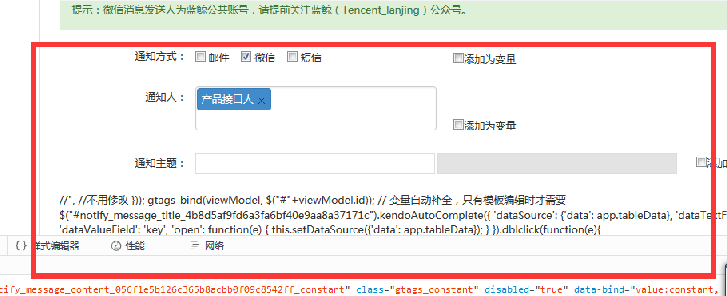 提示：微信消息发送人为蓝鲸公共账号，请提前关注蓝鲸（Tencent_lanjing）公众号。
通知方式： 邮件 微信 短信 添加为变量
通知人： 产品接口人 ×
添加为变量
通知主题： 添加
//", //不用修改 })); gtags-bind(viewModel, $("#"+viewModel.id)); // 变量自动补全，只有模板编辑时才需要
$("#notify_message_title_4b8d5af9fd6a3fa6bf40e9aa8a37171c").kendoAutoComplete({ 'dataSource': {'data': app.tableData}, 'dataTextF
'dataValueField': 'key', 'open': function(e) { this.setDataSource({'data': app.tableData}); } }).dblclick(function(e){
{} 样式编辑器 性能 网络
cify_message_content_056f1e5b126c365b8acbb0f09c8542ff_constant" class="gtags_constant" disabled="true" data-bind="value:constant,